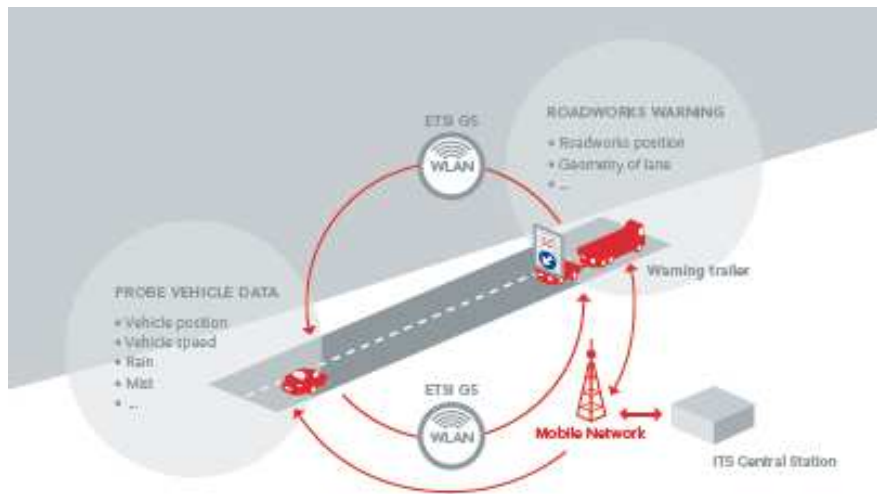 ROADWORKS WARNING
• Roadworks position
• Geometry of lane
• ...
ETSI G5
WLAN
Warning trailer
PROBE VEHICLE DATA
• Vehicle position
• Vehicle speed
• Rain
• Mist
• ...
ETSI G5
WLAN
Mobile Network
ITS Central Station